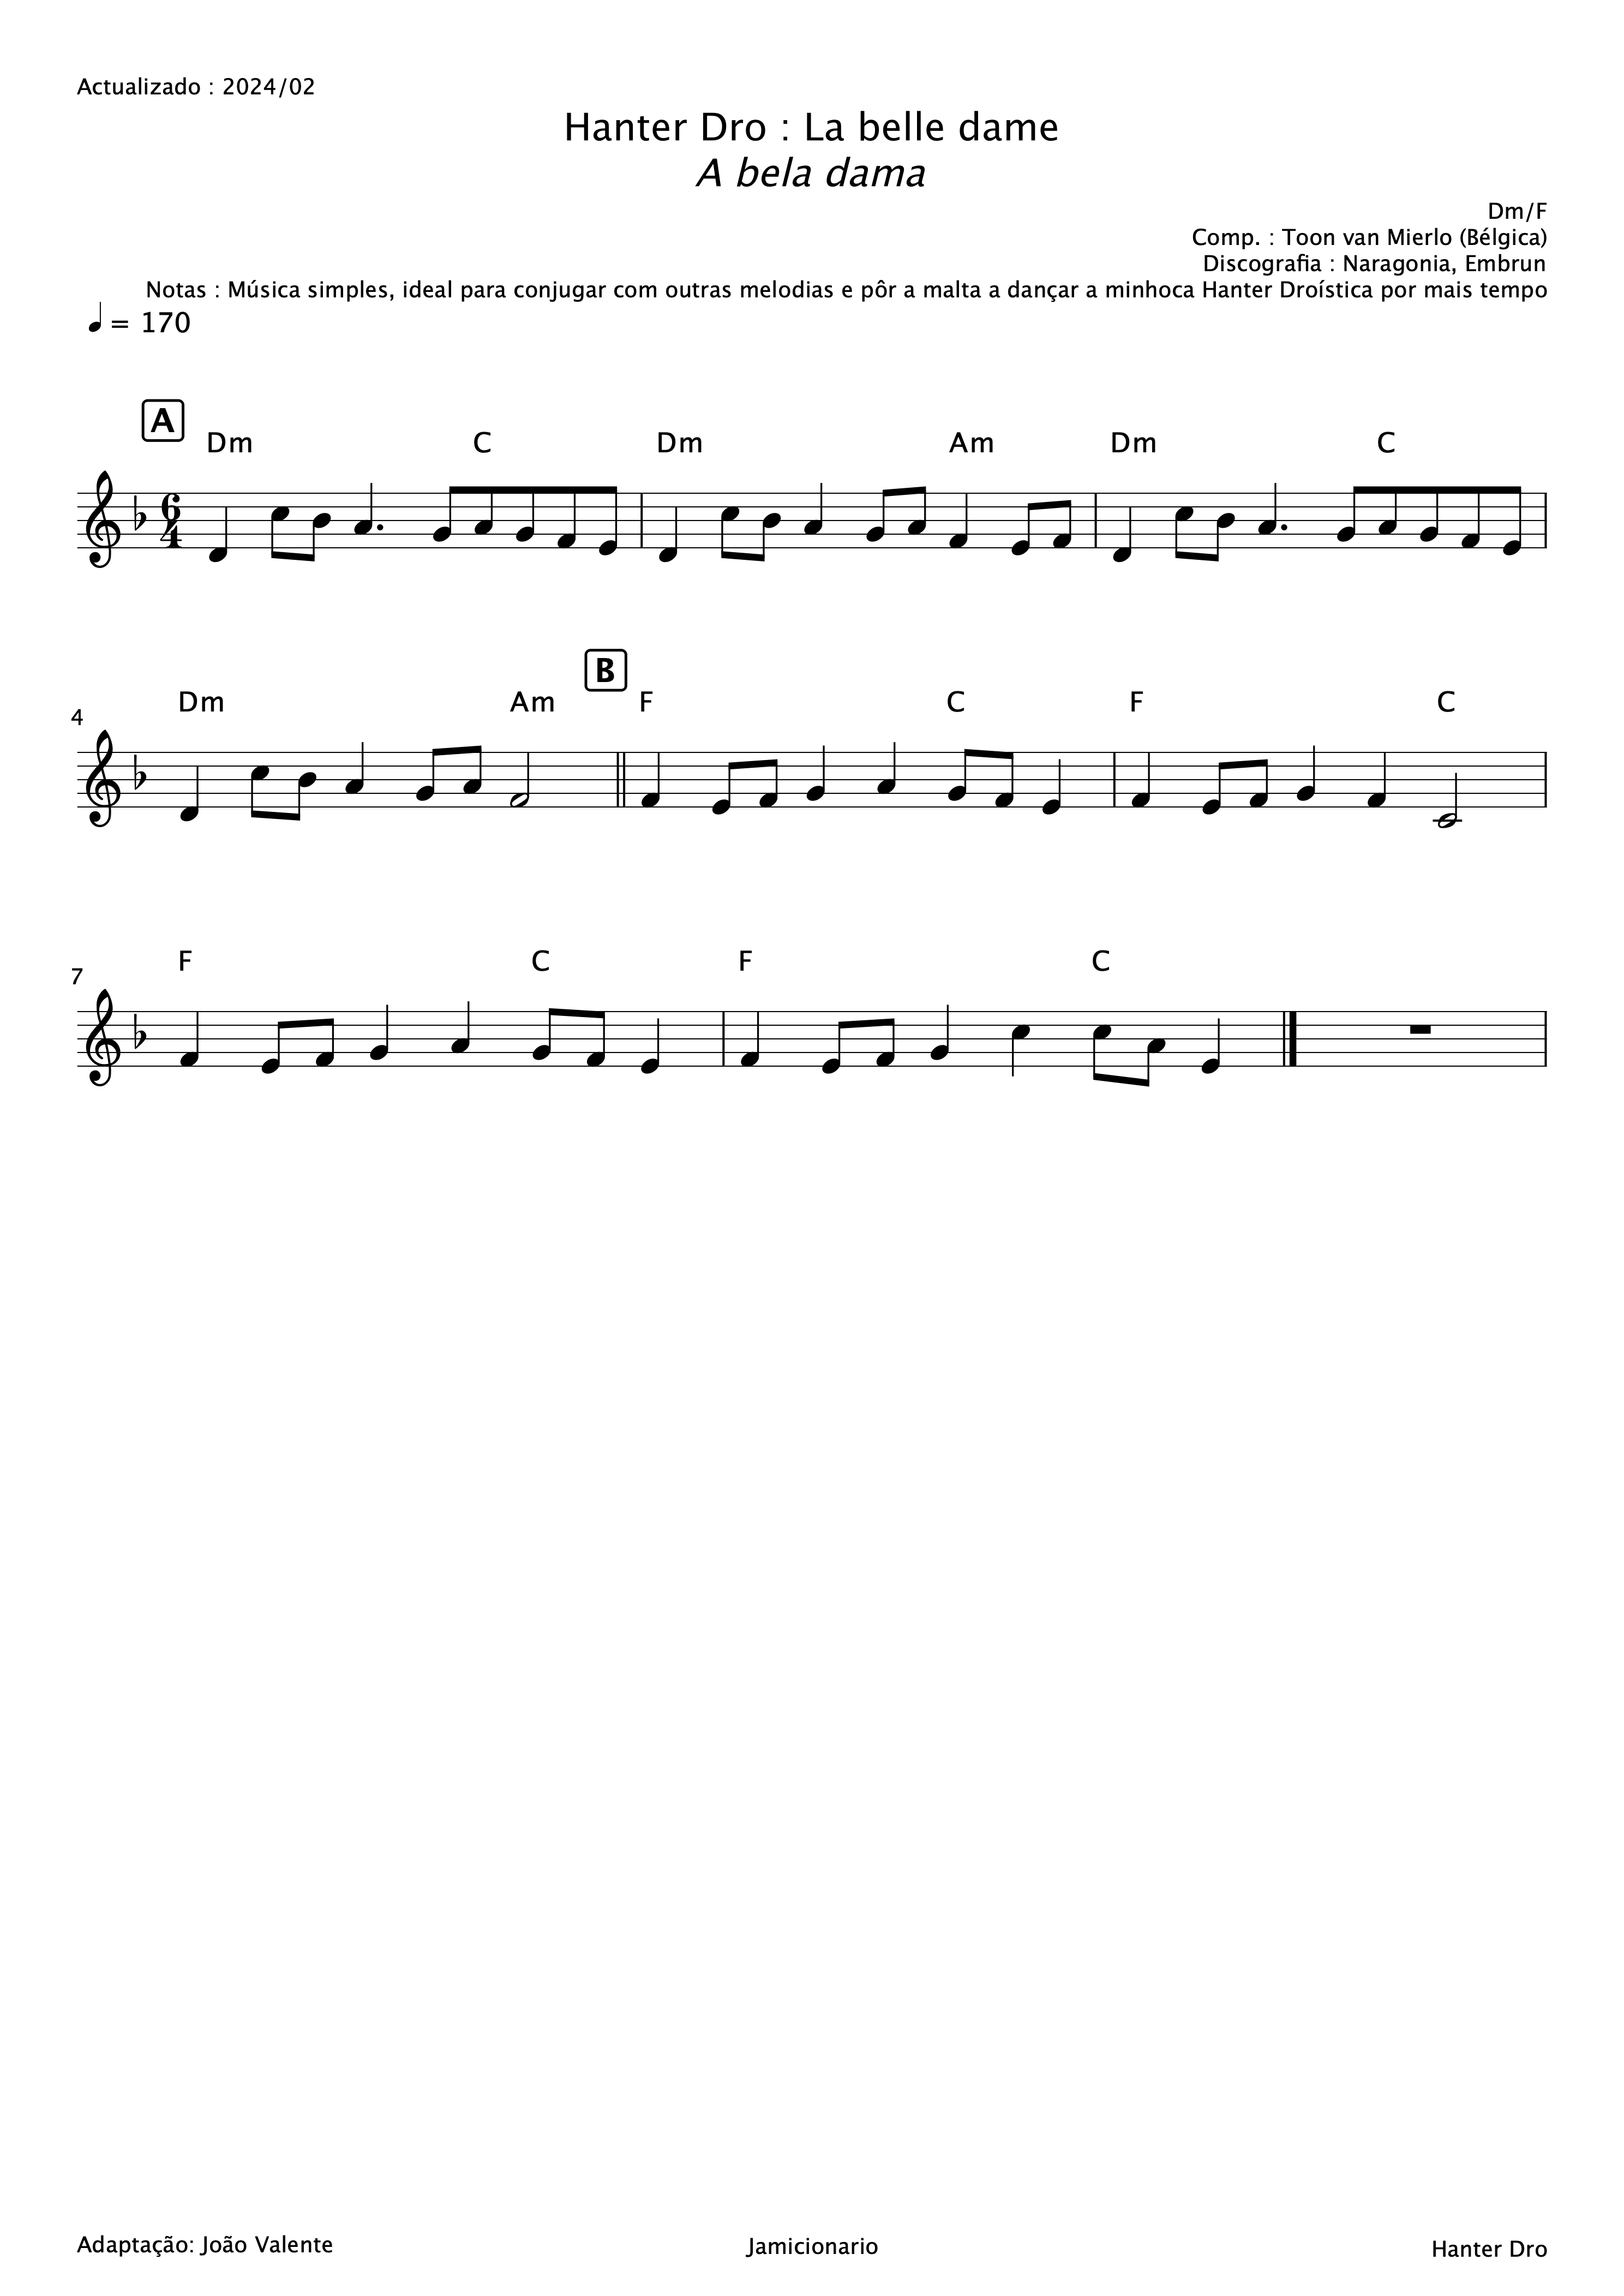 Actualizado : 2024/02
Hanter Dro : La belle dame
A bela dama
Dm/F
Comp. : Toon van Mierlo (Bélgica)
Discografia : Naragonia, Embrun
Notas : Música simples, ideal para conjugar com outras melodias e pôr a malta a dançar a minhoca Hanter Droística por mais tempo
= 170
A
Dm C Dm Am Dm C
6
4
B
4 Dm Am F C F C
7 F C F C
Adaptação: João Valente Jamicionario Hanter Dro